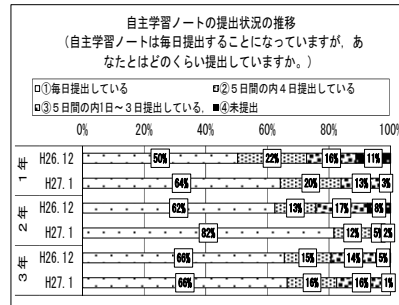 自主学習ノートの提出状況の推移
(自主学習ノートは毎日提出することになっていますが、あ
なたはどのくらい提出していますか。)
①毎日提出している ②5日間の内4日提出している
③5日間の内1日～3日提出している, ④未提出
0% 20% 40% 60% 80% 100%
1年 H26.12 50% 22% 16% 11%
H27.1 64% 20% 13% 3%
2年 H26.12 62% 13% 17% 8%
H27.1 82% 12% 5% 2%
3年 H26.12 66% 15% 14% 5%
H27.1 66% 16% 16% 1%